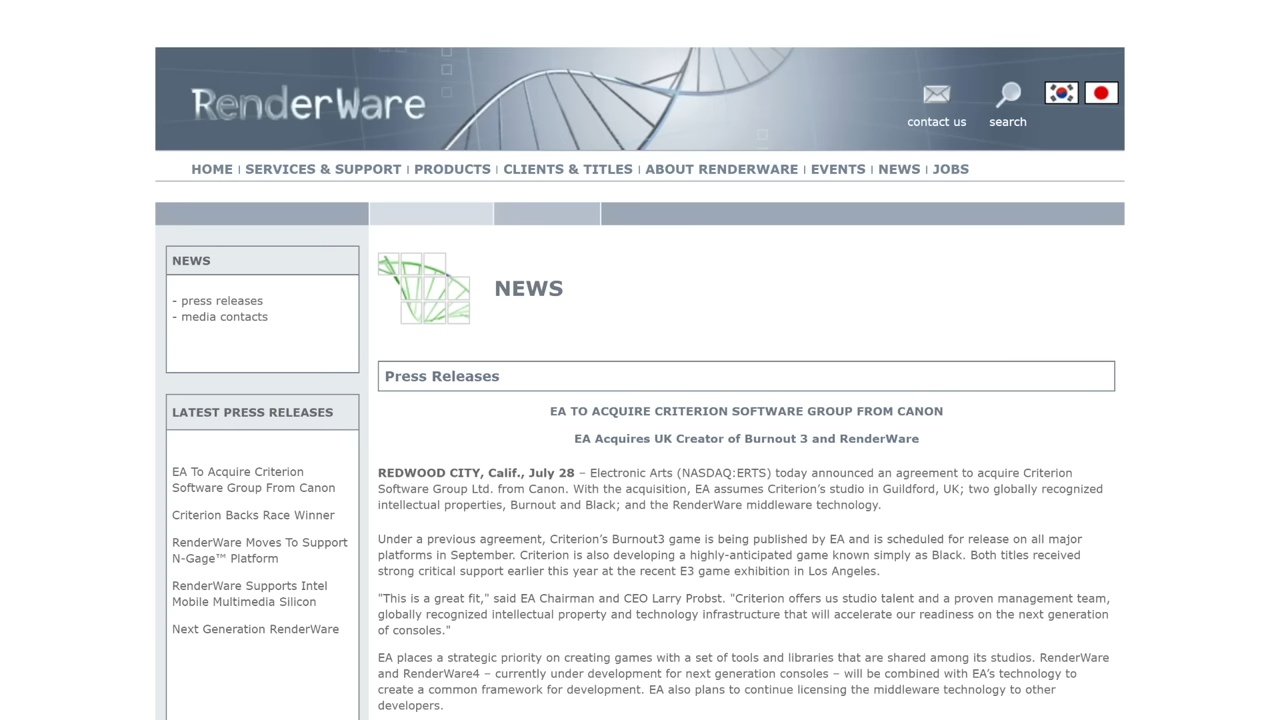 RenderWare
contact us
search
HOME | SERVICES & SUPPORT | PRODUCTS | CLIENTS & TITLES | ABOUT RENDERWARE | EVENTS | NEWS | JOBS
NEWS
- press releases
- media contacts
LATEST PRESS RELEASES
EA To Acquire Criterion
Software Group From Canon
Criterion Backs Race Winner
RenderWare Moves To Support
N-Gage™ Platform
RenderWare Supports Intel
Mobile Multimedia Silicon
Next Generation RenderWare
NEWS
Press Releases
EA TO ACQUIRE CRITERION SOFTWARE GROUP FROM CANON
EA Acquires UK Creator of Burnout 3 and RenderWare
REDWOOD CITY, Calif., July 28 – Electronic Arts (NASDAQ:ERTS) today announced an agreement to acquire Criterion
Software Group Ltd. from Canon. With the acquisition, EA assumes Criterion’s studio in Guildford, UK; two globally recognized
intellectual properties, Burnout and Black; and the RenderWare middleware technology.
Under a previous agreement, Criterion’s Burnout3 game is being published by EA and is scheduled for release on all major
platforms in September. Criterion is also developing a highly-anticipated game known simply as Black. Both titles received
strong critical support earlier this year at the recent E3 game exhibition in Los Angeles.
"This is a great fit," said EA Chairman and CEO Larry Probst. "Criterion offers us studio talent and a proven management team,
globally recognized intellectual property and technology infrastructure that will accelerate our readiness on the next generation
of consoles."
EA places a strategic priority on creating games with a set of tools and libraries that are shared among its studios. RenderWare
and RenderWare4 – currently under development for next generation consoles – will be combined with EA’s technology to
create a common framework for development. EA also plans to continue licensing the middleware technology to other
developers.